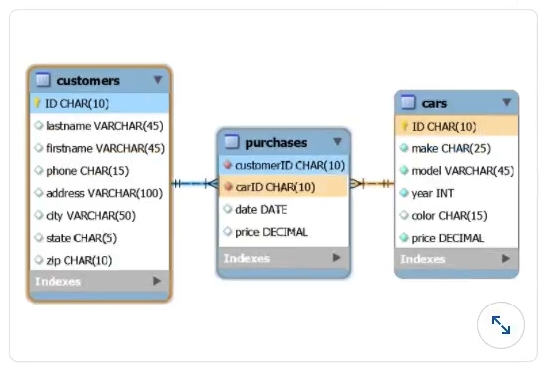 customers
ID CHAR(10)
lastname VARCHAR(45)
firstname VARCHAR(45)
phone CHAR(15)
address VARCHAR(100)
city VARCHAR(50)
state CHAR(5)
zip CHAR(10)
Indexes
purchases
customerID CHAR(10)
carID CHAR(10)
date DATE
price DECIMAL
Indexes
cars
ID CHAR(10)
make CHAR(25)
model VARCHAR(45)
year INT
color CHAR(15)
price DECIMAL
Indexes